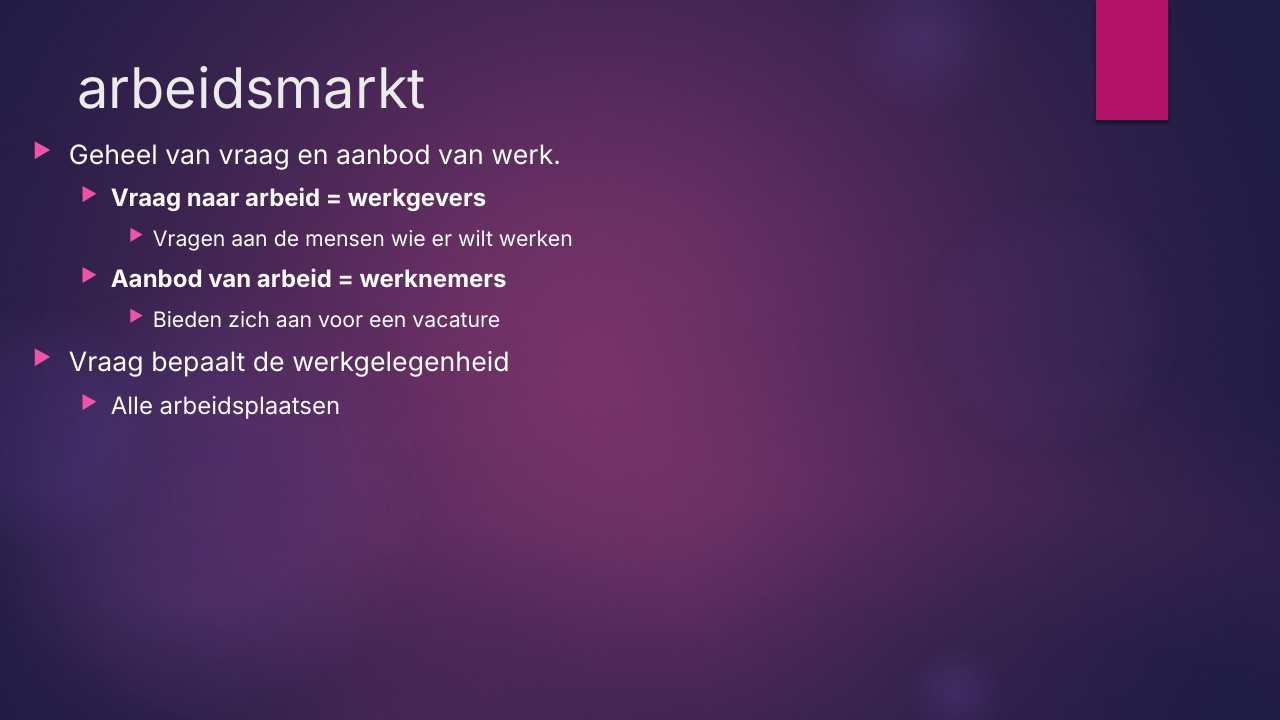 arbeidsmarkt
Geheel van vraag en aanbod van werk.
Vraag naar arbeid = werkgevers
Vragen aan de mensen wie er wilt werken
Aanbod van arbeid = werknemers
Bieden zich aan voor een vacature
Vraag bepaalt de werkgelegenheid
Alle arbeidsplaatsen